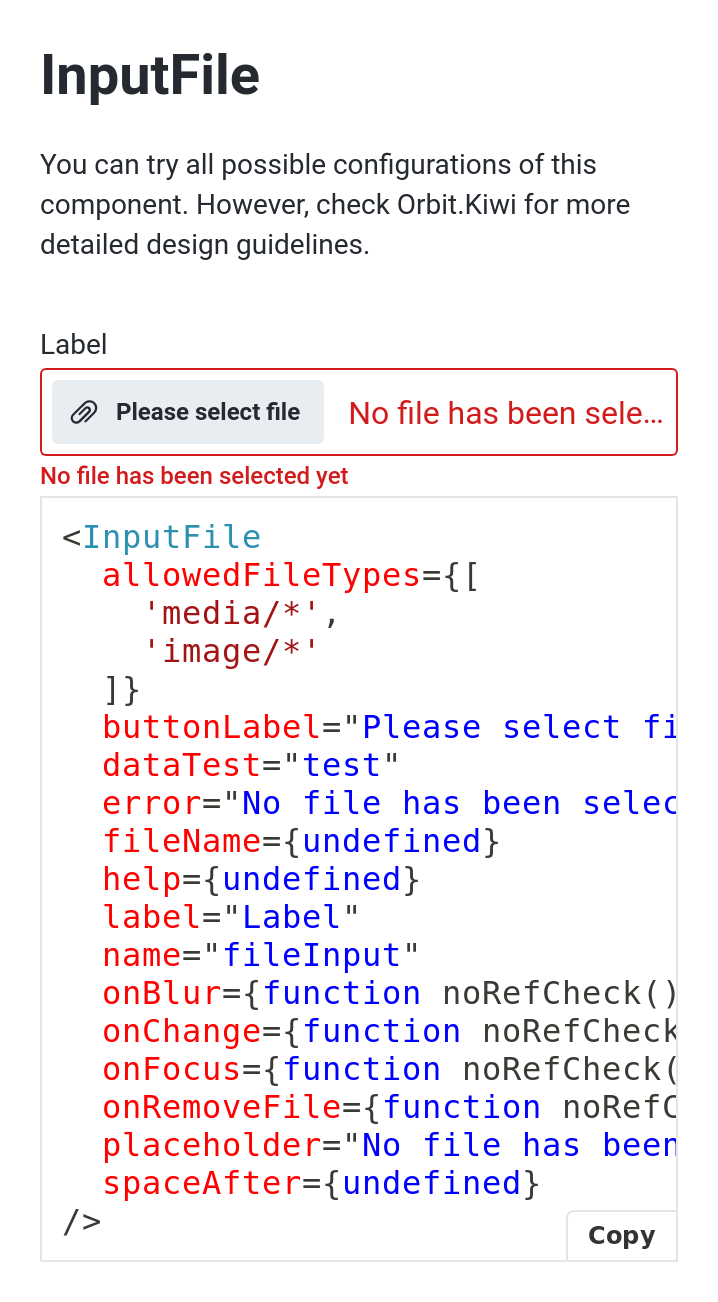 InputFile
You can try all possible configurations of this
component. However, check Orbit.Kiwi for more
detailed design guidelines.
Label
Please select file No file has been sele...
No file has been selected yet
<InputFile
  allowedFileTypes={[
    'media/*',
    'image/*'
  ]}
  buttonLabel="Please select fi
  dataTest="test"
  error="No file has been selec
  fileName={undefined}
  help={undefined}
  label="Label"
  name="fileInput"
  onBlur={function noRefCheck()
  onChange={function noRefCheck
  onFocus={function noRefCheck(
  onRemoveFile={function noRefC
  placeholder="No file has been
  spaceAfter={undefined}
/>
Copy